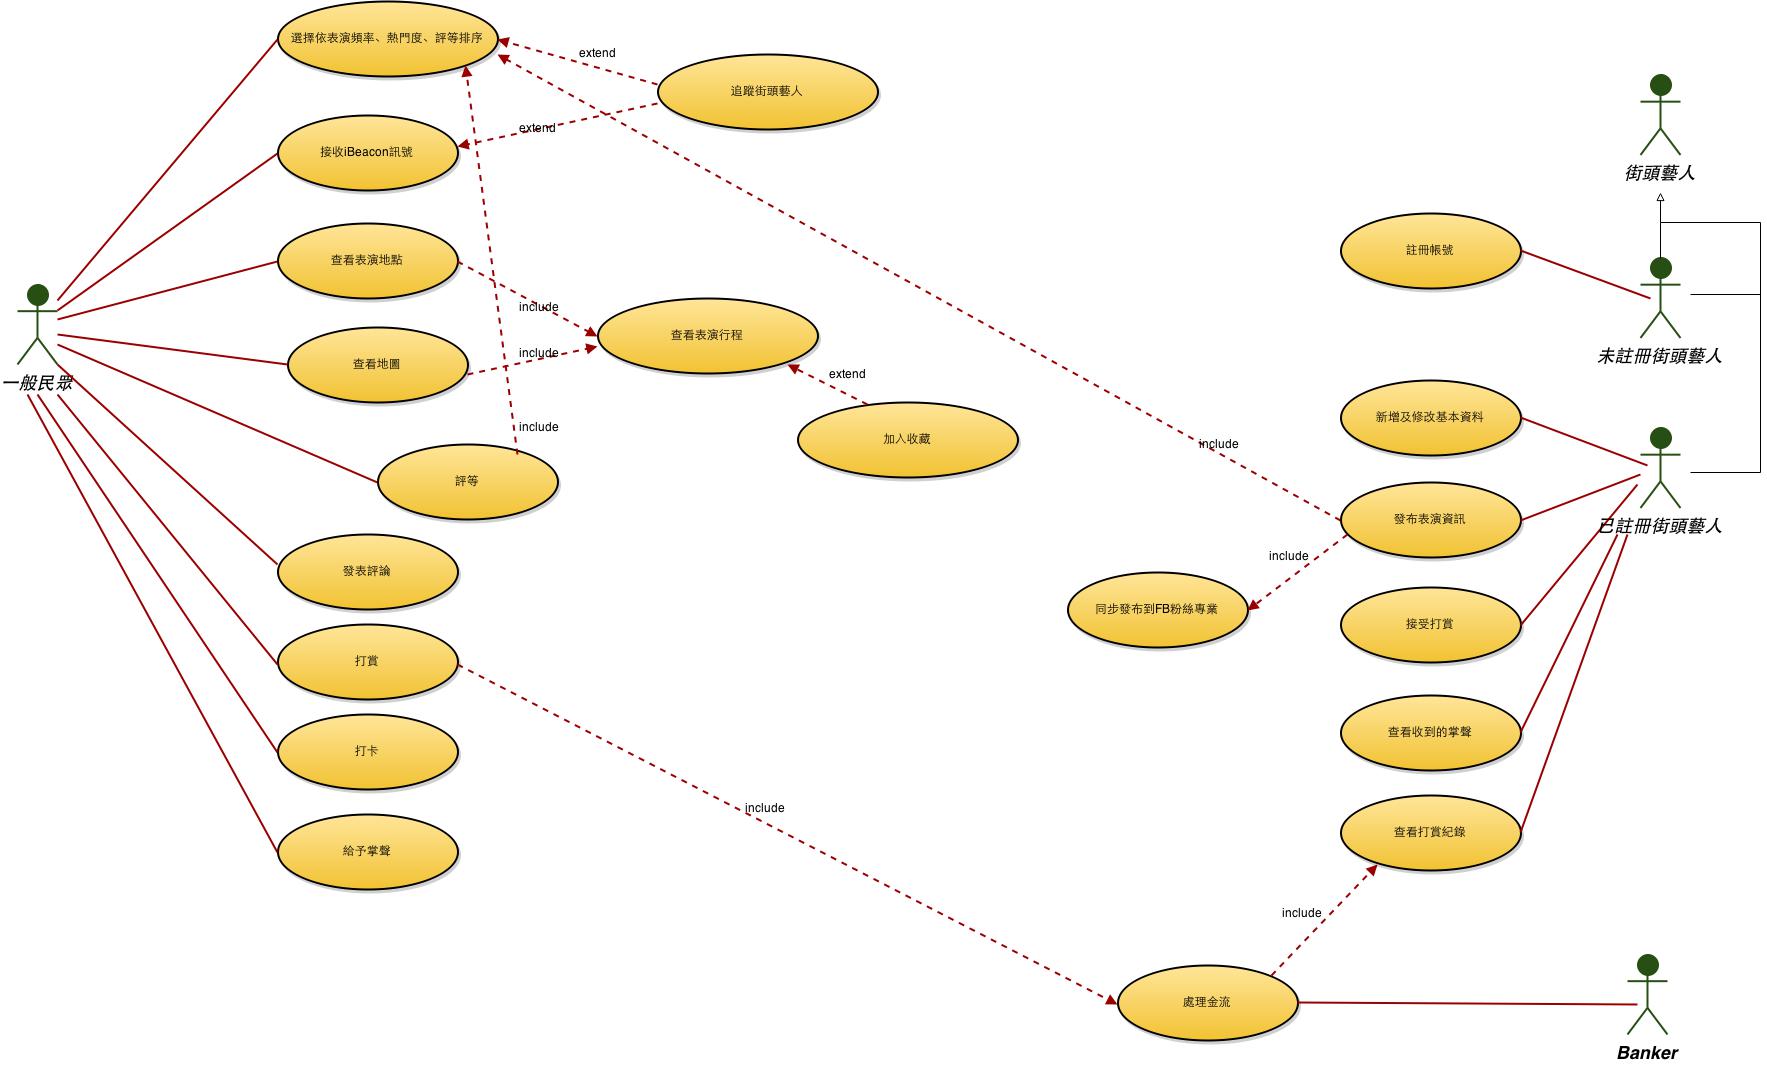 選擇依表演頻率、熱門度、評等排序
extend
追蹤街頭藝人
extend
接收iBeacon訊號
街頭藝人
註冊帳號
查看表演地點
include
查看表演行程
include
查看地圖
未註冊街頭藝人
一般民眾
extend
加入收藏
新增及修改基本資料
include
include
評等
發布表演資訊
已註冊街頭藝人
include
發表評論
同步發布到FB粉絲專業
接受打賞
打賞
查看收到的掌聲
打卡
include
查看打賞紀錄
給予掌聲
include
處理金流
Banker